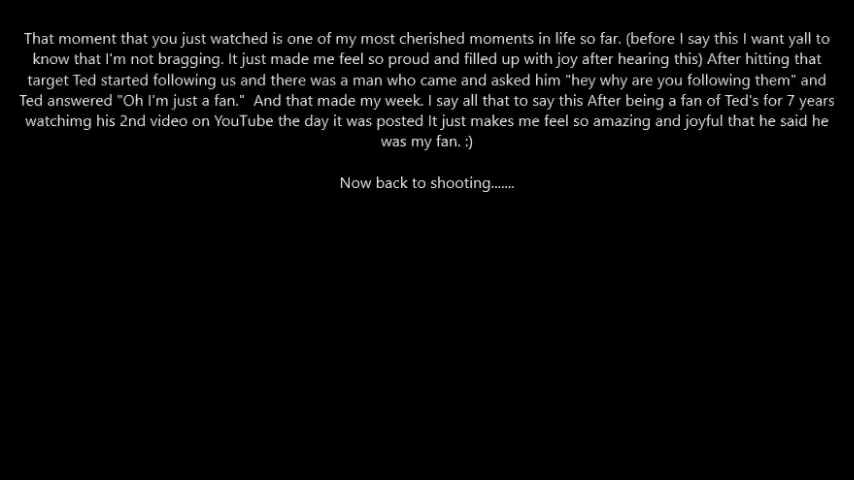 That moment that you just watched is one of my most cherished moments in life so far. (before I say this I want yall to
know that I'm not bragging. It just made me feel so proud and filled up with joy after hearing this) After hitting that
target Ted started following us and there was a man who came and asked him "hey why are you following them" and
Ted answered "Oh I'm just a fan."  And that made my week. I say all that to say this After being a fan of Ted's for 7 years
watchimg his 2nd video on YouTube the day it was posted It just makes me feel so amazing and joyful that he said he
was my fan. :)
Now back to shooting.......